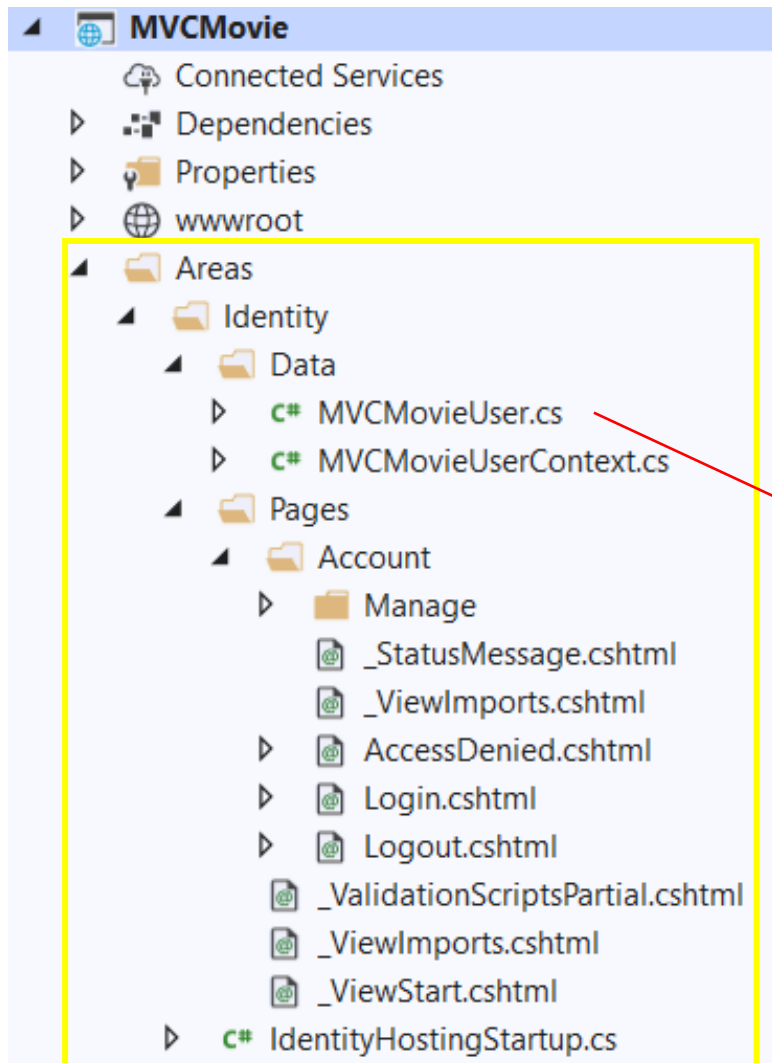 MVCMovie
Connected Services
Dependencies
Properties
wwwroot
Areas
Identity
Data
C# MVCMovieUser.cs
C# MVCMovieUserContext.cs
Pages
Account
Manage
@ _StatusMessage.cshtml
@ _ViewImports.cshtml
@ AccessDenied.cshtml
@ Login.cshtml
@ Logout.cshtml
@ _ValidationScriptsPartial.cshtml
@ _ViewImports.cshtml
@ _ViewStart.cshtml
C# IdentityHostingStartup.cs